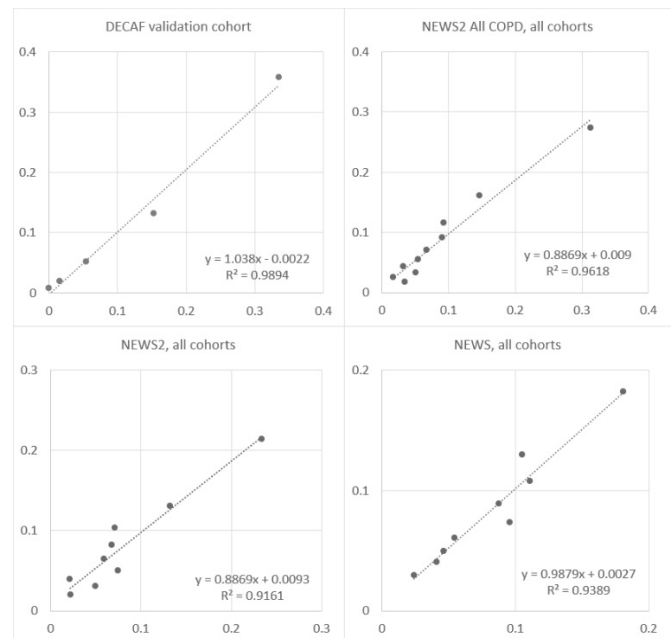 DECAF validation cohort
0.4
0.3
0.2
0.1
0
0 0.1 0.2 0.3 0.4
y = 1.038x - 0.0022
R² = 0.9894
NEWS2 All COPD, all cohorts
0.4
0.3
0.2
0.1
0
0 0.1 0.2 0.3 0.4
y = 0.8869x + 0.009
R² = 0.9618
NEWS2, all cohorts
0.3
0.2
0.1
0
0 0.1 0.2 0.3
y = 0.8869x + 0.0093
R² = 0.9161
NEWS, all cohorts
0.2
0.1
0
0 0.1 0.2
y = 0.9879x + 0.0027
R² = 0.9389